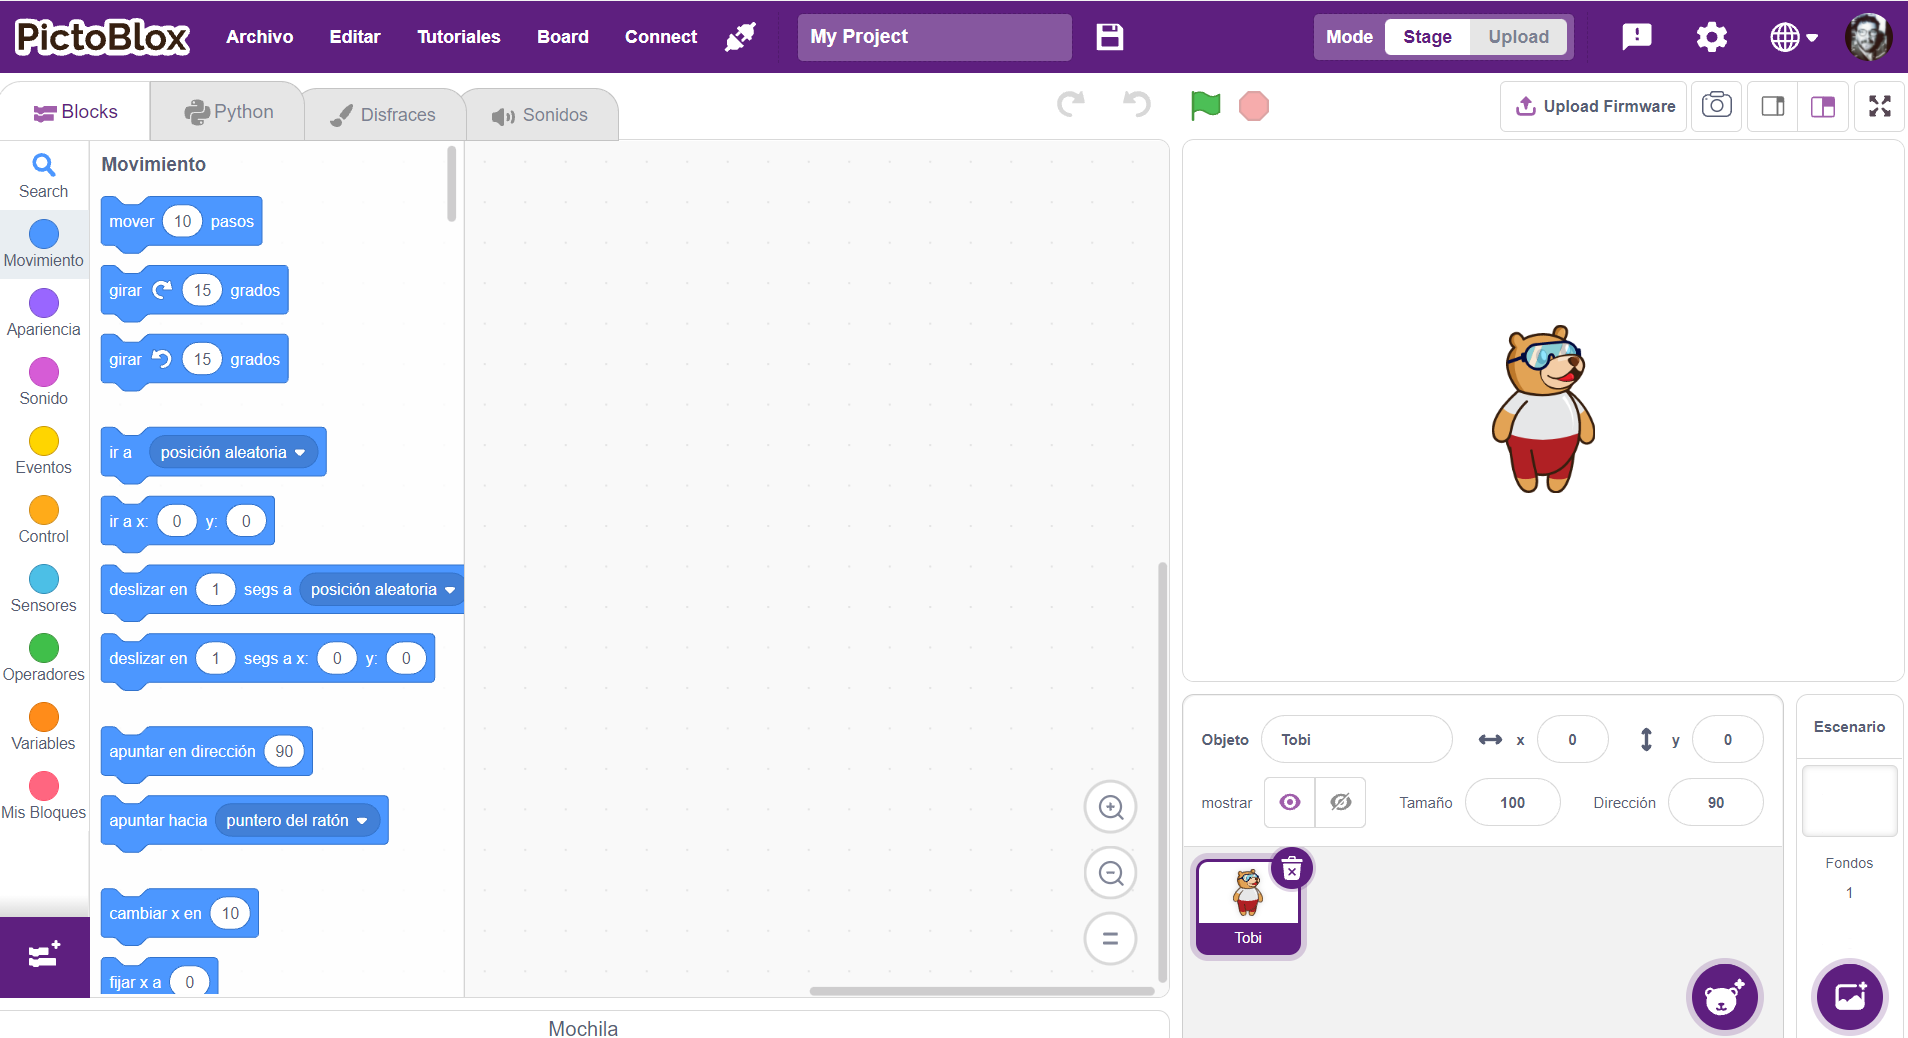 PictoBlox Archivo Editar Tutoriales Board Connect My Project Mode Stage Upload
Blocks Python Disfraces Sonidos Upload Firmware
Search
Movimiento
Apariencia
Sonido
Eventos
Control
Sensores
Operadores
Variables
Mis Bloques
Movimiento
mover 10 pasos
girar 15 grados
girar 15 grados
ir a posición aleatoria
ir a x: 0 y: 0
deslizar en 1 segs a posición aleatoria
deslizar en 1 segs a x: 0 y: 0
apuntar en dirección 90
apuntar hacia puntero del ratón
cambiar x en 10
fijar x a 0
Mochila
Objeto Tobi x 0 y 0
mostrar Tamaño 100 Dirección 90
Tobi
Escenario
Fondos
1